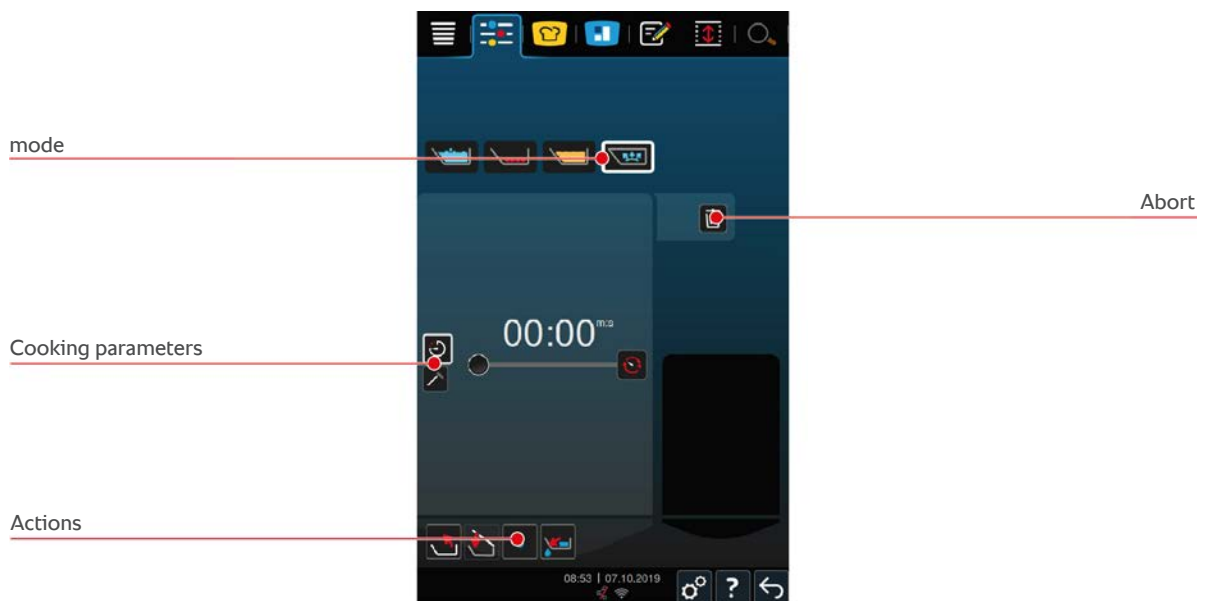 mode
Abort
00:00 m:s
Cooking parameters
Actions
08:53 | 07.10.2019
?